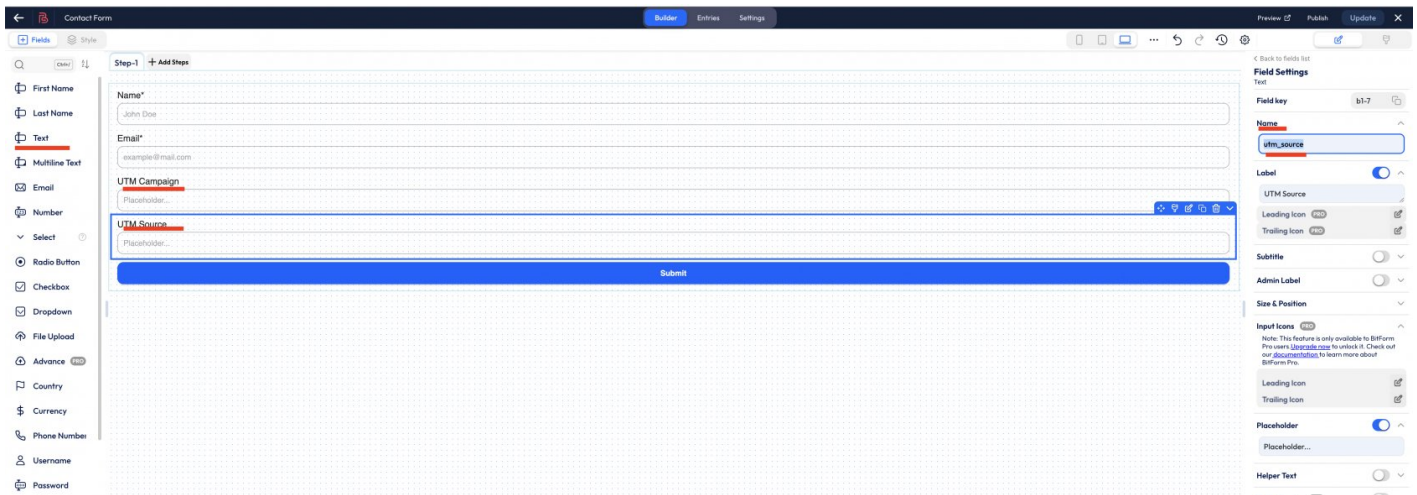 Contact Form
Builder Entries Settings
Preview Publish Update
Fields Style
Ctrl+/
Step-1 Add Steps
First Name
Last Name
Text
Multiline Text
Email
Number
Select
Radio Button
Checkbox
Dropdown
File Upload
Advance PRO
Country
Currency
Phone Number
Username
Password
Name*
John Doe
Email*
example@mail.com
UTM Campaign
Placeholder...
UTM Source
Placeholder...
Submit
Back to fields list
Field Settings
Text
Field key b1-7
Name
utm_source
Label
UTM Source
Leading Icon PRO
Trailing Icon PRO
Subtitle
Admin Label
Size & Position
Input Icons PRO
Note: This feature is only available to BitForm
Pro users Upgrade now to unlock it. Check out
our documentation to learn more about
BitForm Pro.
Leading Icon
Trailing Icon
Placeholder
Placeholder...
Helper Text